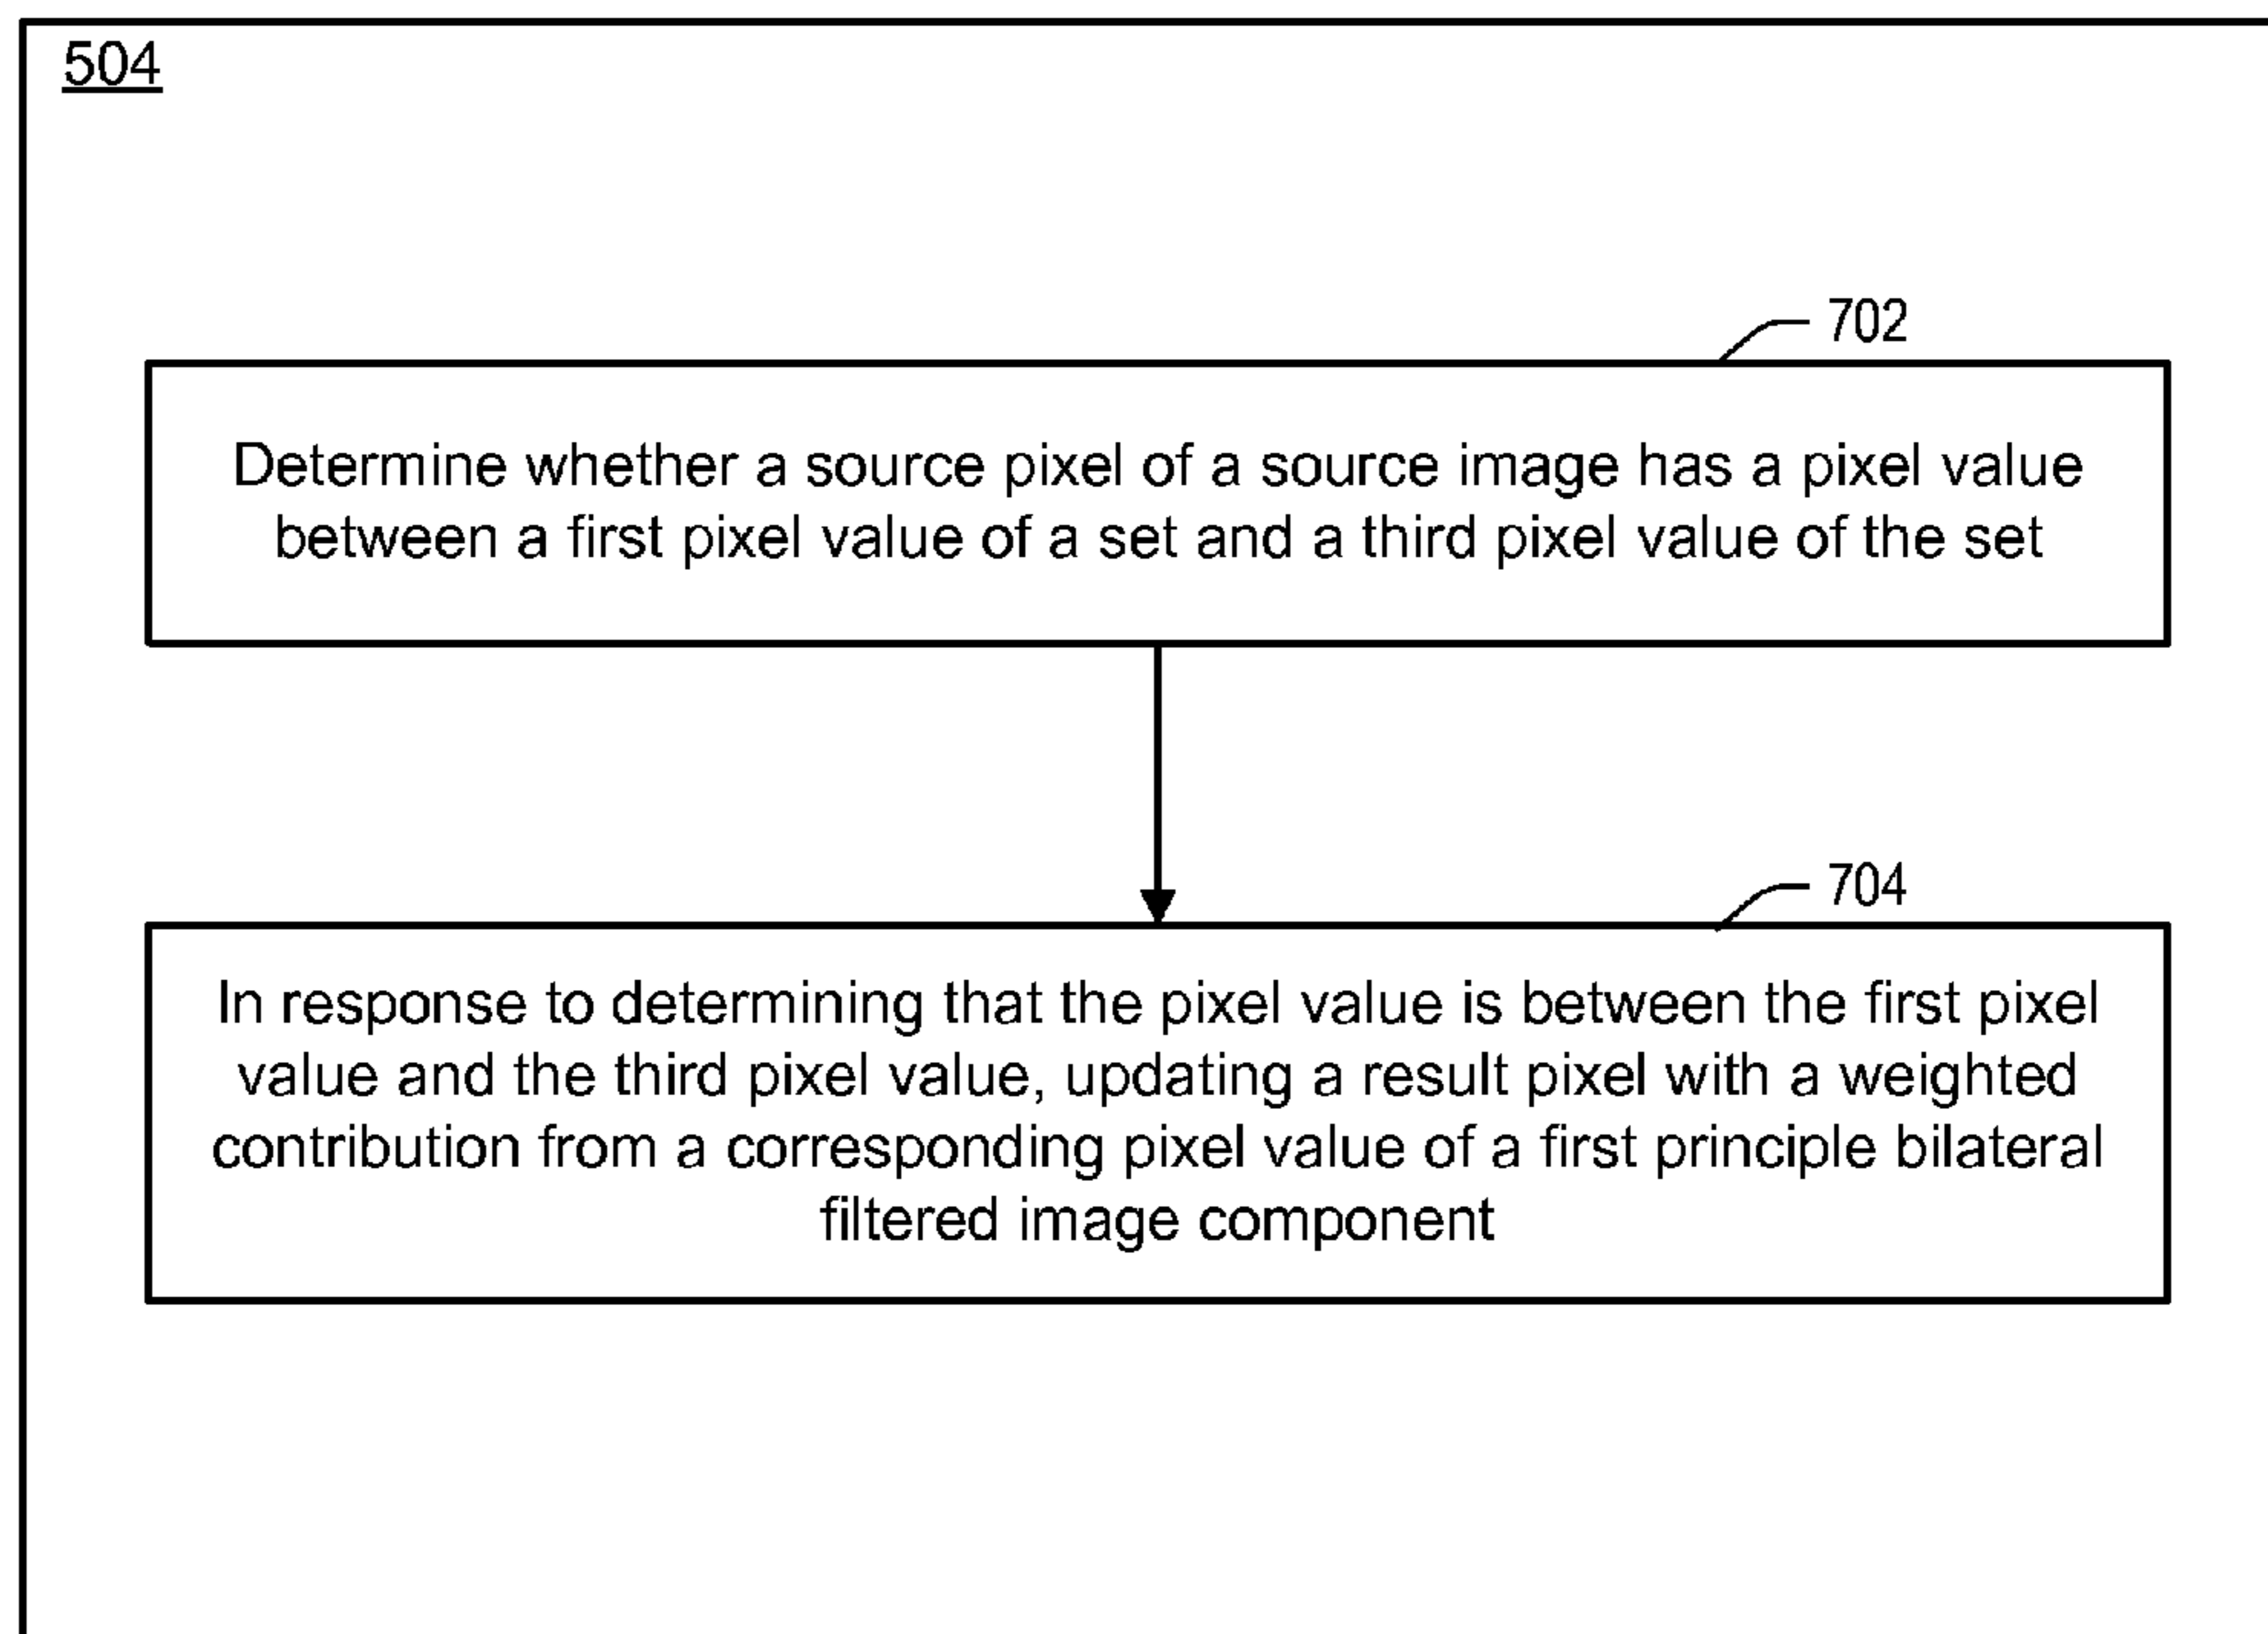 504
702
Determine whether a source pixel of a source image has a pixel value
between a first pixel value of a set and a third pixel value of the set
704
In response to determining that the pixel value is between the first pixel
value and the third pixel value, updating a result pixel with a weighted
contribution from a corresponding pixel value of a first principle bilateral
filtered image component